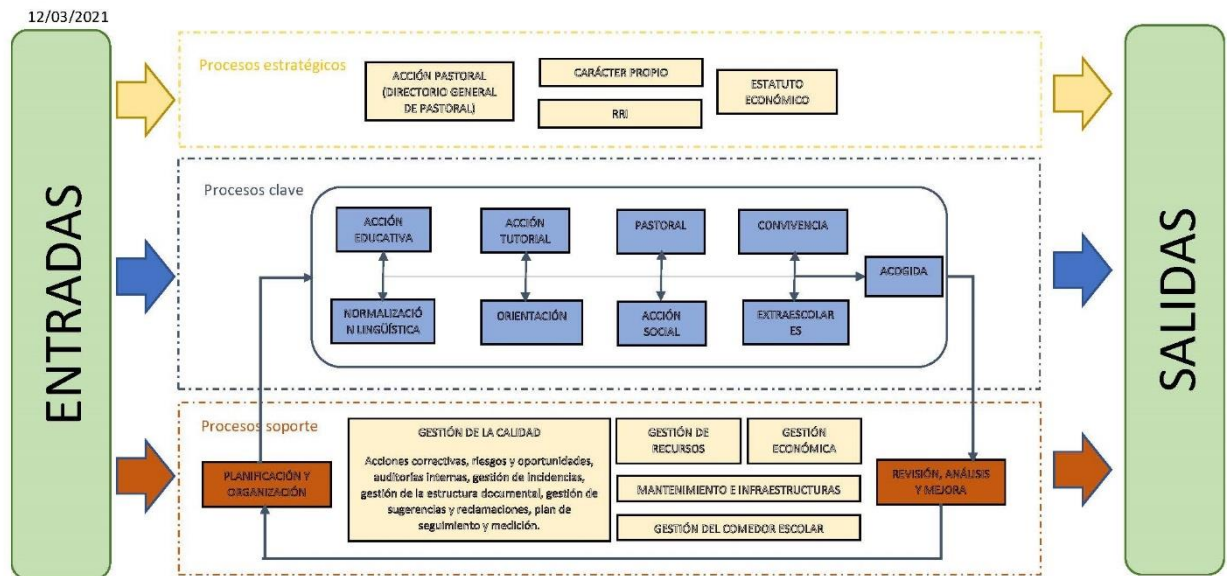 12/03/2021
ENTRADAS
Procesos estratégicos
ACCIÓN PASTORAL
(DIRECTORIO GENERAL
DE PASTORAL)
CARÁCTER PROPIO
RRI
ESTATUTO
ECONÓMICO
Procesos clave
ACCIÓN
EDUCATIVA
ACCIÓN
TUTORIAL
PASTORAL
CONVIVENCIA
ACOGIDA
NORMALIZACIÓ
N LINGÜÍSTICA
ORIENTACIÓN
ACCIÓN
SOCIAL
EXTRAESCOLAR
ES
Procesos soporte
PLANIFICACIÓN Y
ORGANIZACIÓN
GESTIÓN DE LA CALIDAD
Acciones correctivas, riesgos y oportunidades,
auditorías internas, gestión de incidencias,
gestión de la estructura documental, gestión de
sugerencias y reclamaciones, plan de
seguimiento y medición.
GESTIÓN DE
RECURSOS
GESTIÓN
ECONÓMICA
MANTENIMIENTO E INFRAESTRUCTURAS
GESTIÓN DEL COMEDOR ESCOLAR
REVISIÓN, ANÁLISIS
Y MEJORA
SALIDAS